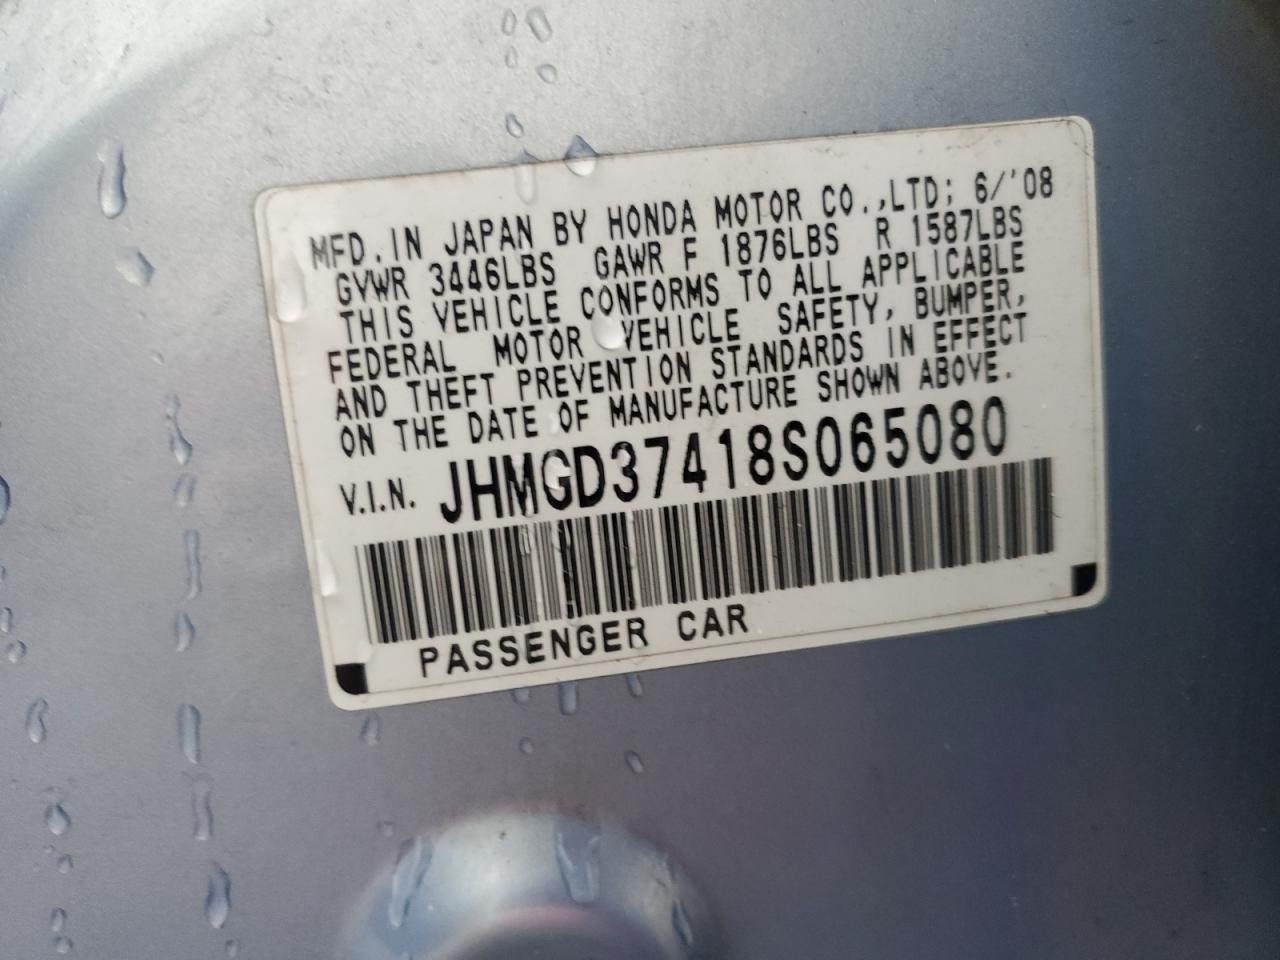 MFD. IN JAPAN BY HONDA MOTOR CO.,LTD; 6/'08
GVWR 3446LBS GAWR F 1876LBS R 1587LBS
THIS VEHICLE CONFORMS TO ALL APPLICABLE
FEDERAL MOTOR VEHICLE SAFETY, BUMPER,
AND THEFT PREVENTION STANDARDS IN EFFECT
ON THE DATE OF MANUFACTURE SHOWN ABOVE.
V.I.N. JHMGD37418S065080
PASSENGER CAR